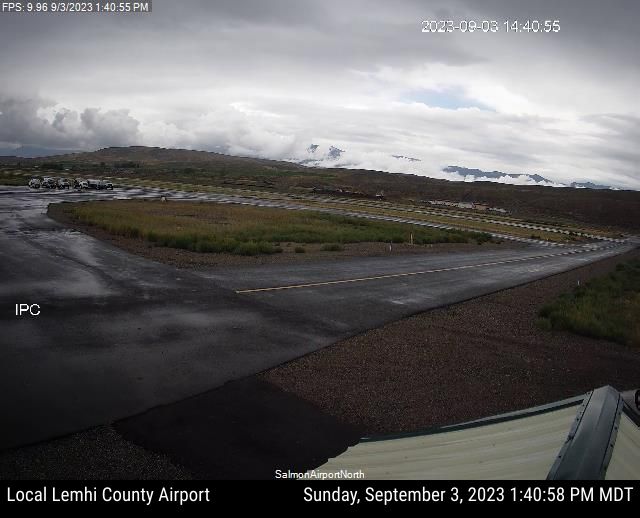 FPS: 9.96 9/3/2023 1:40:55 PM
2023-09-03 14:40:55
IPC
SalmonAirportNorth
Local Lemhi County Airport Sunday, September 3, 2023 1:40:58 PM MDT